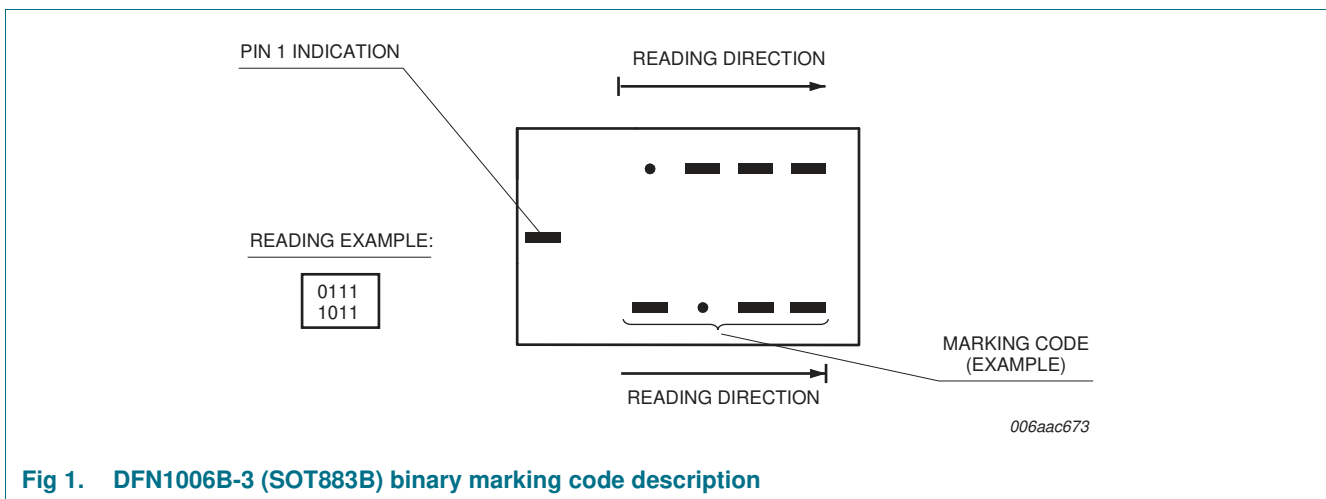 PIN 1 INDICATION
READING DIRECTION
READING EXAMPLE:
0111
1011
MARKING CODE
(EXAMPLE)
READING DIRECTION
006aac673
Fig 1. DFN1006B-3 (SOT883B) binary marking code description